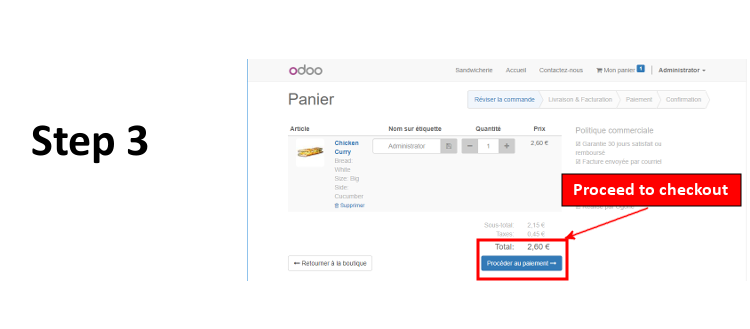 Step 3
odoo
Sandwicherie Accueil Contactez-nous Mon panier 1 Administrator
Panier
Réviser la commande Livraison & Facturation Paiement Confirmation
Article Nom sur étiquette Quantité Prix
Chicken
Curry
Bread
White
Size: Big
Side:
Cucumber
Supprimer
Administrator
1
2,60 €
Politique commerciale
Garantie 30 jours satisfait ou
remboursé
Facture envoyée par courriel
Proceed to checkout
Sous-total: 2,15 €
Taxes: 0,45 €
Total: 2,60 €
← Retourner à la boutique
Procéder au paiement →